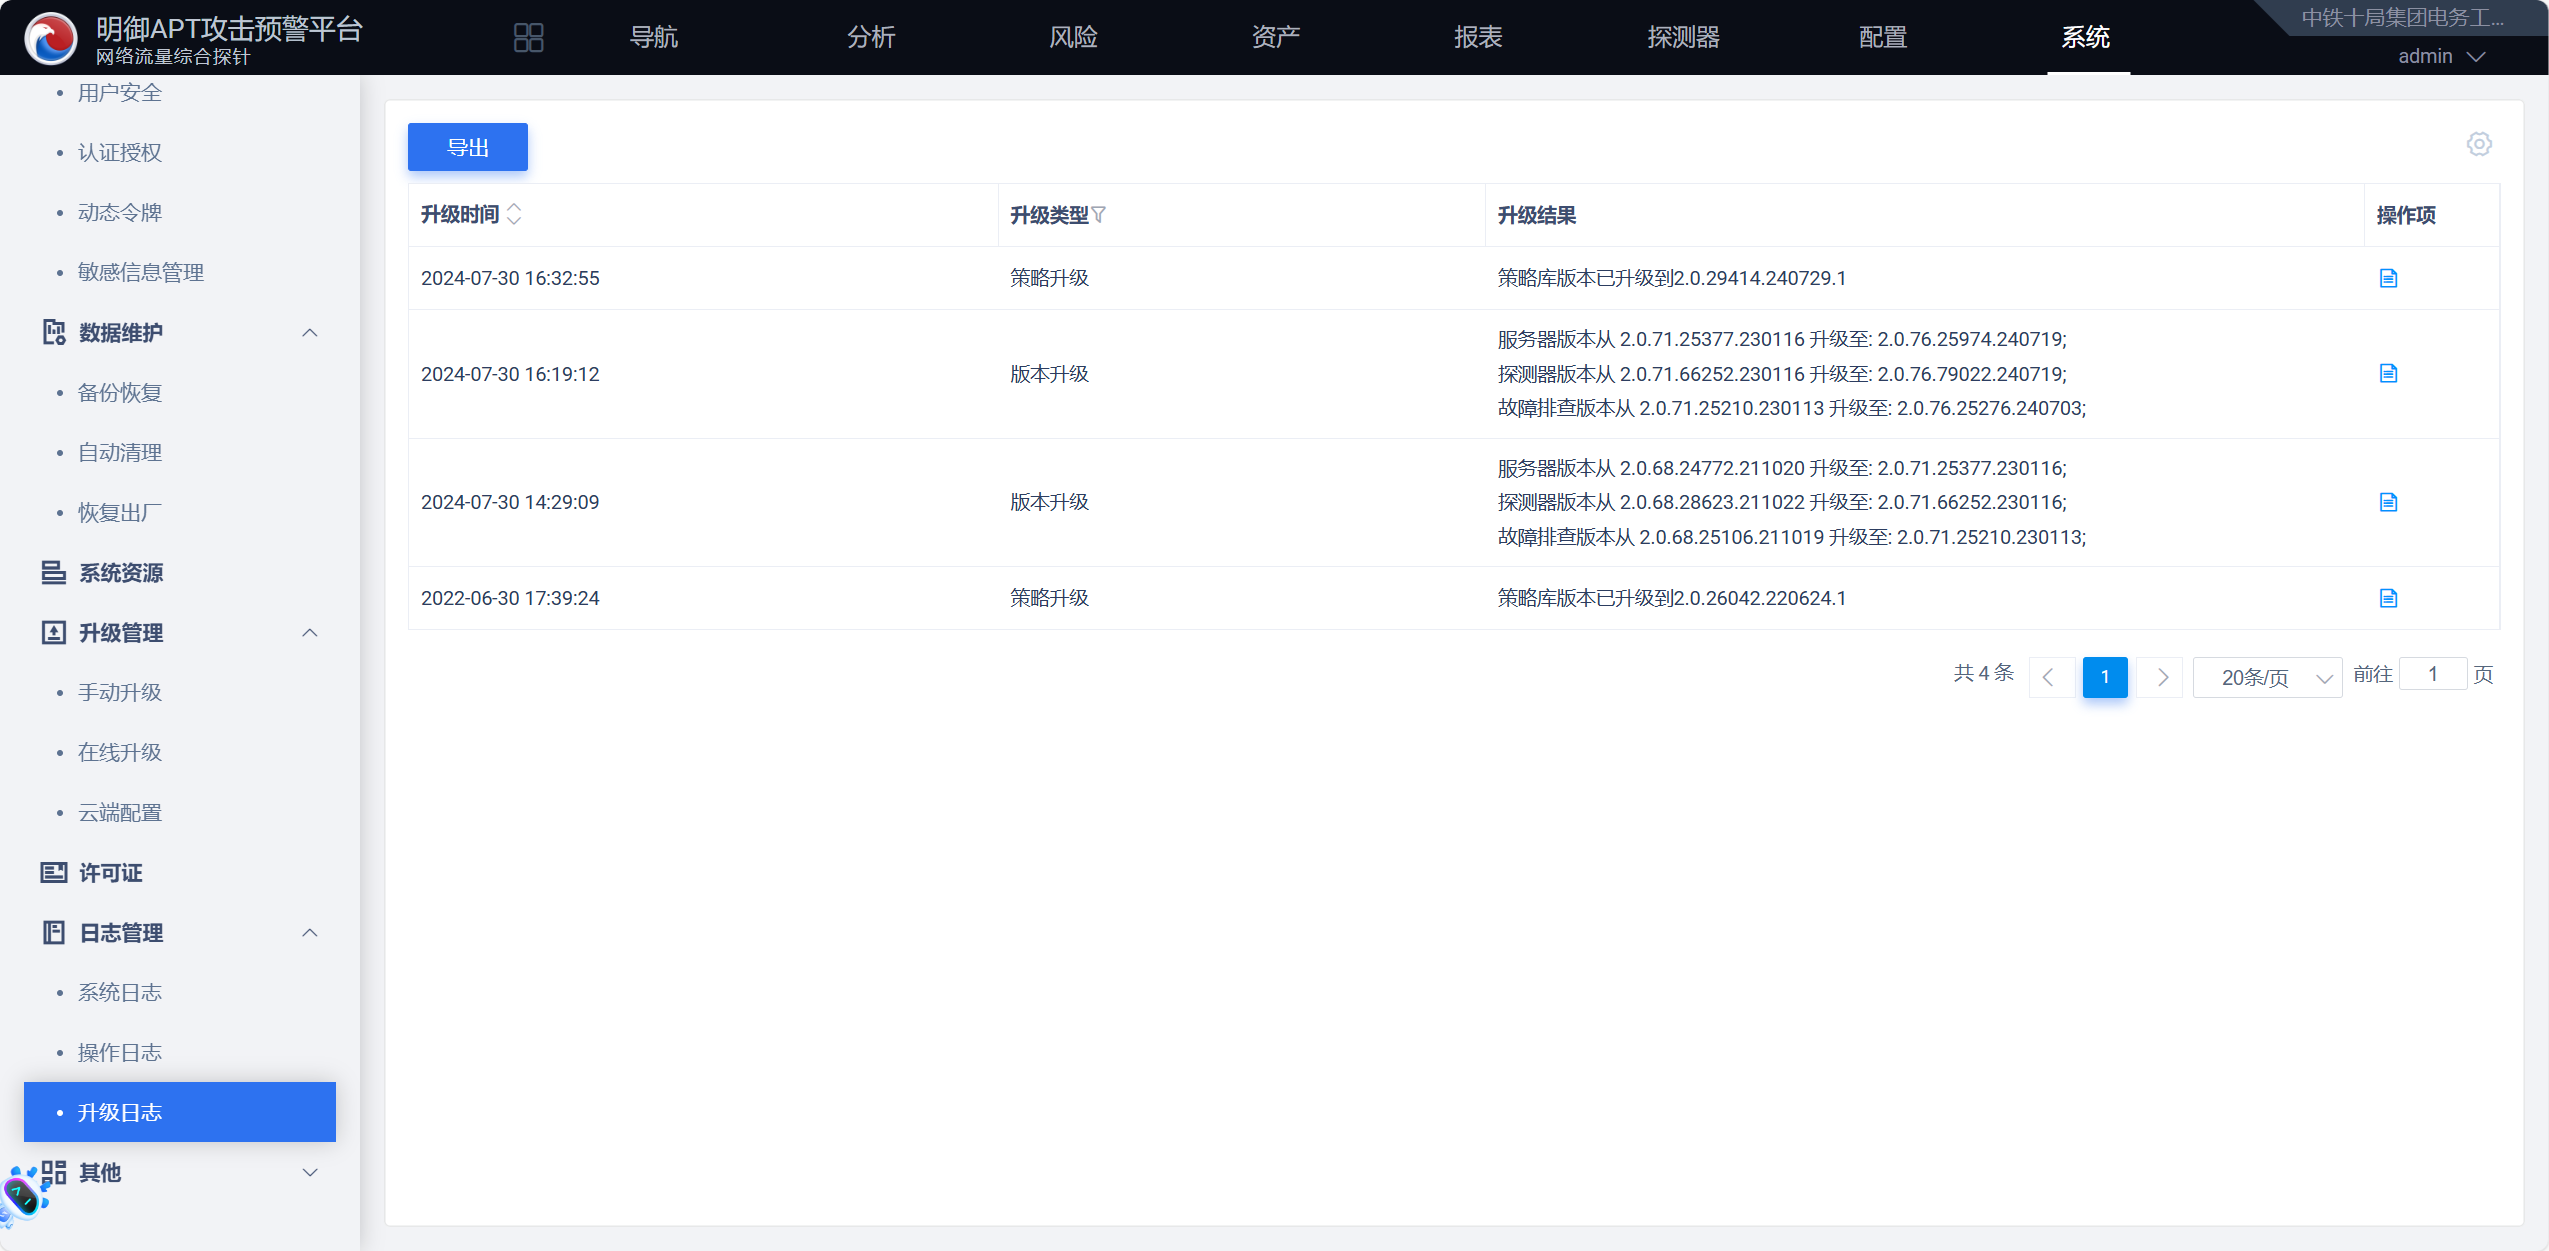 明御APT攻击预警平台
网络流量综合探针
导航
分析
风险
资产
报表
探测器
配置
系统
中铁十局集团电务工...
admin
用户安全
认证授权
动态令牌
敏感信息管理
数据维护
备份恢复
自动清理
恢复出厂
系统资源
升级管理
手动升级
在线升级
云端配置
许可证
日志管理
系统日志
操作日志
升级日志
其他
导出
升级时间 升级类型 升级结果 操作项
2024-07-30 16:32:55 策略升级 策略库版本已升级到2.0.29414.240729.1
2024-07-30 16:19:12 版本升级 服务器版本从 2.0.71.25377.230116 升级至: 2.0.76.25974.240719;
探测器版本从 2.0.71.66252.230116 升级至: 2.0.76.79022.240719;
故障排查版本从 2.0.71.25210.230113 升级至: 2.0.76.25276.240703;
2024-07-30 14:29:09 版本升级 服务器版本从 2.0.68.24772.211020 升级至: 2.0.71.25377.230116;
探测器版本从 2.0.68.28623.211022 升级至: 2.0.71.66252.230116;
故障排查版本从 2.0.68.25106.211019 升级至: 2.0.71.25210.230113;
2022-06-30 17:39:24 策略升级 策略库版本已升级到2.0.26042.220624.1
共 4 条 1 20条/页 前往 1 页